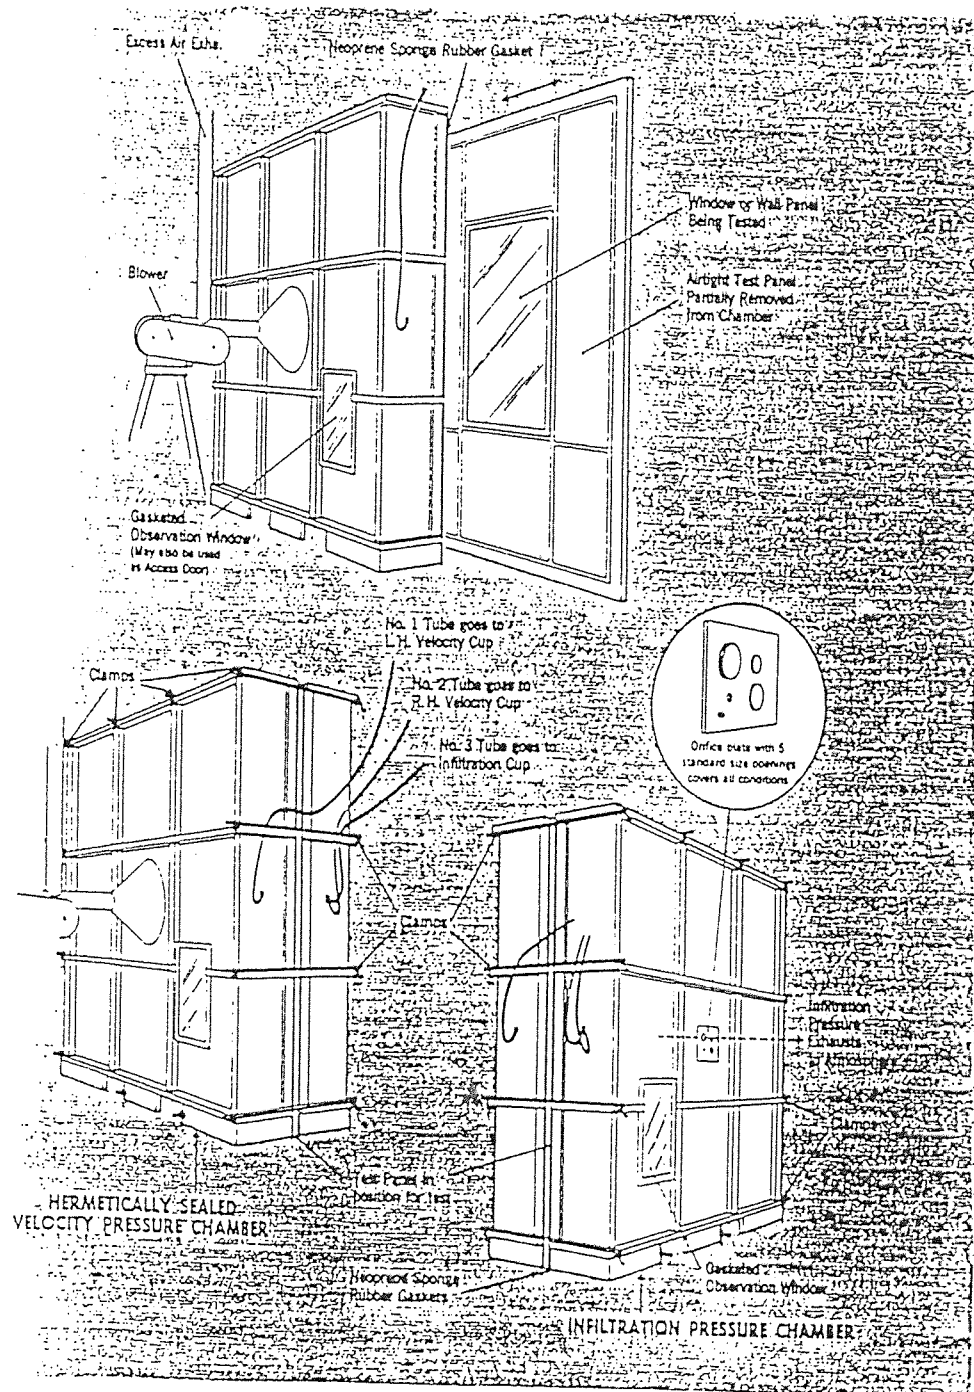 Excess Air Exha.
Neoprene Sponge Rubber Gasket
Window or Wall Panel
Being Tested
Blower
Airtight Test Panel
Partially Removed
from Chamber
Gasketed
Observation Window
(May also be used
as Access Door)
No. 1 Tube goes to
L.H. Velocity Cup
Clamps
No. 2 Tube goes to
R.H. Velocity Cup
No. 3 Tube goes to
Infiltration Cup
Orifice plate with 5
standard size openings
covers all conditions
Clamps
Infiltration
Pressure
Exhausts
Clamps
Test Panel in
position for test
HERMETICALLY SEALED
VELOCITY PRESSURE CHAMBER
Neoprene Sponge
Rubber Gaskets
Gasketed
Observation Window
INFILTRATION PRESSURE CHAMBER